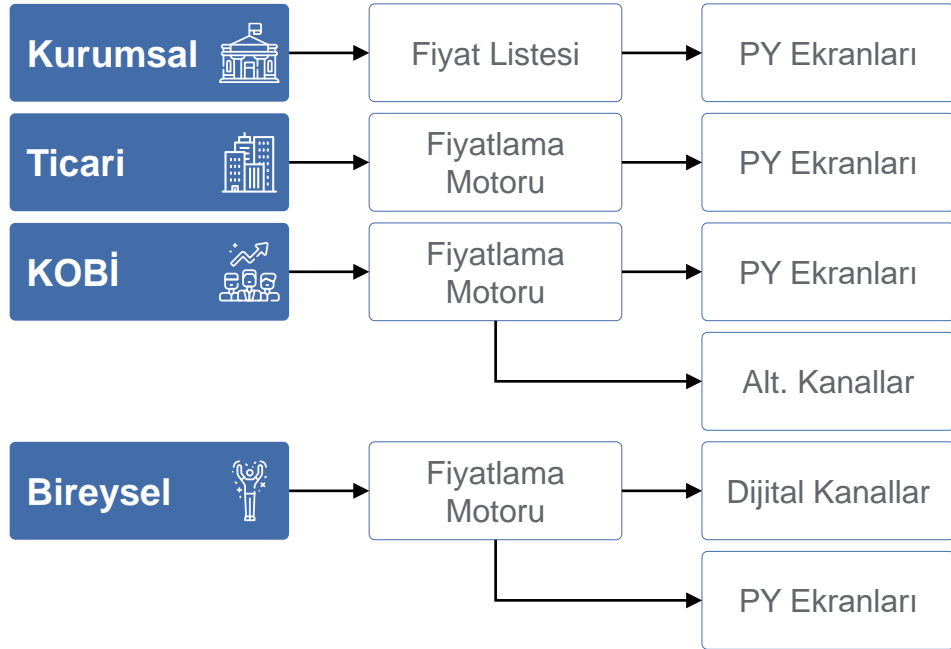 Kurumsal
Fiyat Listesi
PY Ekranları
Ticari
Fiyatlama
Motoru
PY Ekranları
KOBİ
Fiyatlama
Motoru
PY Ekranları
Alt. Kanallar
Bireysel
Fiyatlama
Motoru
Dijital Kanallar
PY Ekranları